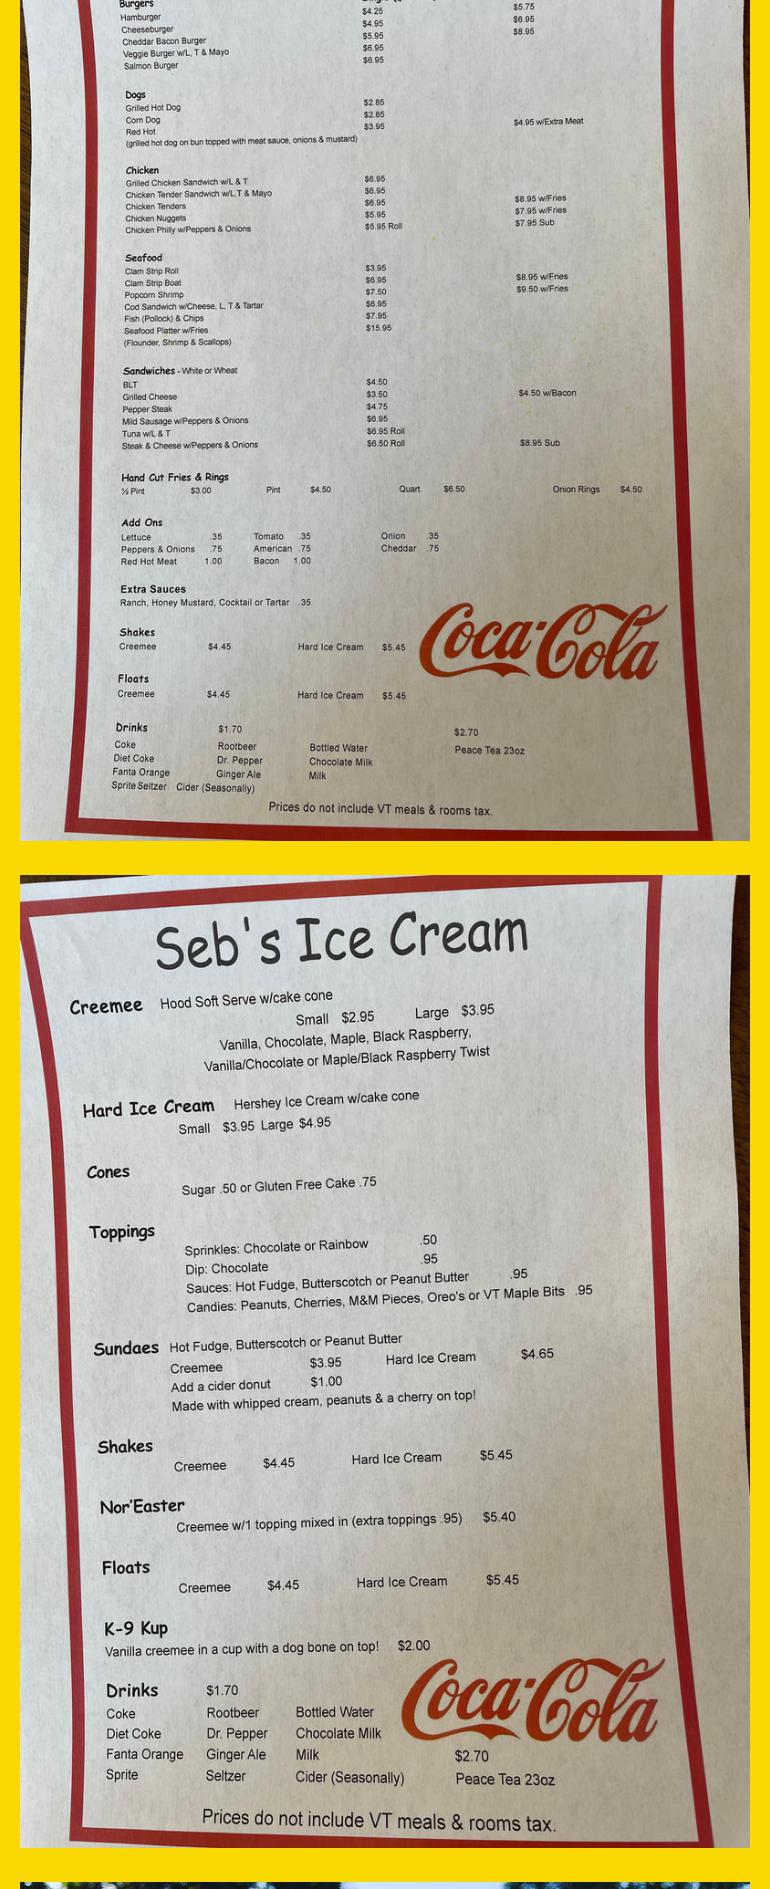 Burgers
Hamburger $4.25 $5.75
Cheeseburger $4.95 $6.95
Cheddar Bacon Burger $5.95 $8.95
Veggie Burger w/L, T & Mayo $6.95
Salmon Burger $6.95
Dogs
Grilled Hot Dog $2.85
Corn Dog $2.85
Red Hot $3.95 $4.95 w/Extra Meat
(grilled hot dog on bun topped with meat sauce, onions & mustard)
Chicken
Grilled Chicken Sandwich w/L & T $6.95
Chicken Tender Sandwich w/L,T & Mayo $6.95
Chicken Tenders $6.95 $8.95 w/Fries
Chicken Nuggets $5.95 $7.95 w/Fries
Chicken Philly w/Peppers & Onions $5.95 Roll $7.95 Sub
Seafood
Clam Strip Roll $3.95
Clam Strip Boat $6.95 $8.95 w/Fries
Popcorn Shrimp $7.50 $9.50 w/Fries
Cod Sandwich w/Cheese, L, T & Tartar $6.95
Fish (Pollock) & Chips $7.95
Seafood Platter w/Fries $15.95
(Flounder, Shrimp & Scallops)
Sandwiches - White or Wheat
BLT $4.50
Grilled Cheese $3.50 $4.50 w/Bacon
Pepper Steak $4.75
Mild Sausage w/Peppers & Onions $6.95
Tuna w/L & T $6.95 Roll
Steak & Cheese w/Peppers & Onions $6.50 Roll $8.95 Sub
Hand Cut Fries & Rings
½ Pint $3.00 Pint $4.50 Quart $6.50 Onion Rings $4.50
Add Ons
Lettuce .35 Tomato .35 Onion .35
Peppers & Onions .75 American .75 Cheddar .75
Red Hot Meat 1.00 Bacon 1.00
Extra Sauces
Ranch, Honey Mustard, Cocktail or Tartar .35
Shakes
Creemee $4.45 Hard Ice Cream $5.45
Coca-Cola
Floats
Creemee $4.45 Hard Ice Cream $5.45
Drinks $1.70 $2.70
Coke Rootbeer Bottled Water Peace Tea 23oz
Diet Coke Dr. Pepper Chocolate Milk
Fanta Orange Ginger Ale Milk
Sprite Seltzer Cider (Seasonally)
Prices do not include VT meals & rooms tax.
Seb's Ice Cream
Creemee Hood Soft Serve w/cake cone
Small $2.95 Large $3.95
Vanilla, Chocolate, Maple, Black Raspberry,
Vanilla/Chocolate or Maple/Black Raspberry Twist
Hard Ice Cream Hershey Ice Cream w/cake cone
Small $3.95 Large $4.95
Cones
Sugar .50 or Gluten Free Cake .75
Toppings
Sprinkles: Chocolate or Rainbow .50
Dip: Chocolate .95
Sauces: Hot Fudge, Butterscotch or Peanut Butter .95
Candies: Peanuts, Cherries, M&M Pieces, Oreo's or VT Maple Bits .95
Sundaes Hot Fudge, Butterscotch or Peanut Butter
Creemee $3.95 Hard Ice Cream $4.65
Add a cider donut $1.00
Made with whipped cream, peanuts & a cherry on top!
Shakes
Creemee $4.45 Hard Ice Cream $5.45
Nor'Easter
Creemee w/1 topping mixed in (extra toppings .95) $5.40
Floats
Creemee $4.45 Hard Ice Cream $5.45
K-9 Kup
Vanilla creemee in a cup with a dog bone on top! $2.00
Coca-Cola
Drinks $1.70
Coke Rootbeer Bottled Water
Diet Coke Dr. Pepper Chocolate Milk
Fanta Orange Ginger Ale Milk $2.70
Sprite Seltzer Cider (Seasonally) Peace Tea 23oz
Prices do not include VT meals & rooms tax.